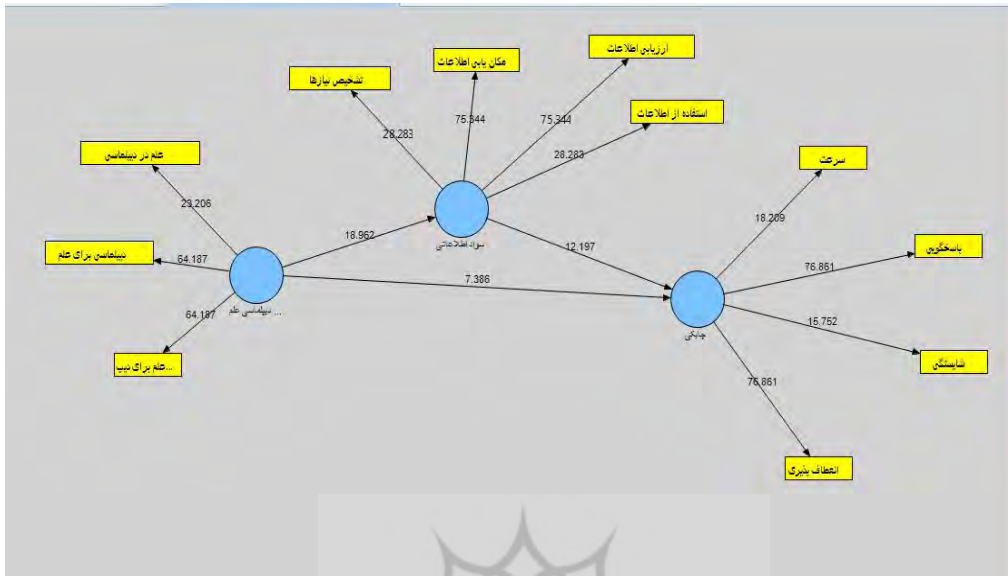 ارزیابی اطلاعات
مکان یابی اطلاعات
تشخیص نیازها
استفاده از اطلاعات
75.344
75.344
28.283
28.283
علم در دیپلماسی
سرعت
23.206
18.209
18.962
سواد اطلاعاتی
12.197
دیپلماسی برای علم
64.187
پاسخگویی
76.861
7.386
دیپلماسی علم ...
64.187
چابکی
15.752
علم برای دیپ...
شایستگی
76.861
انعطاف پذیری